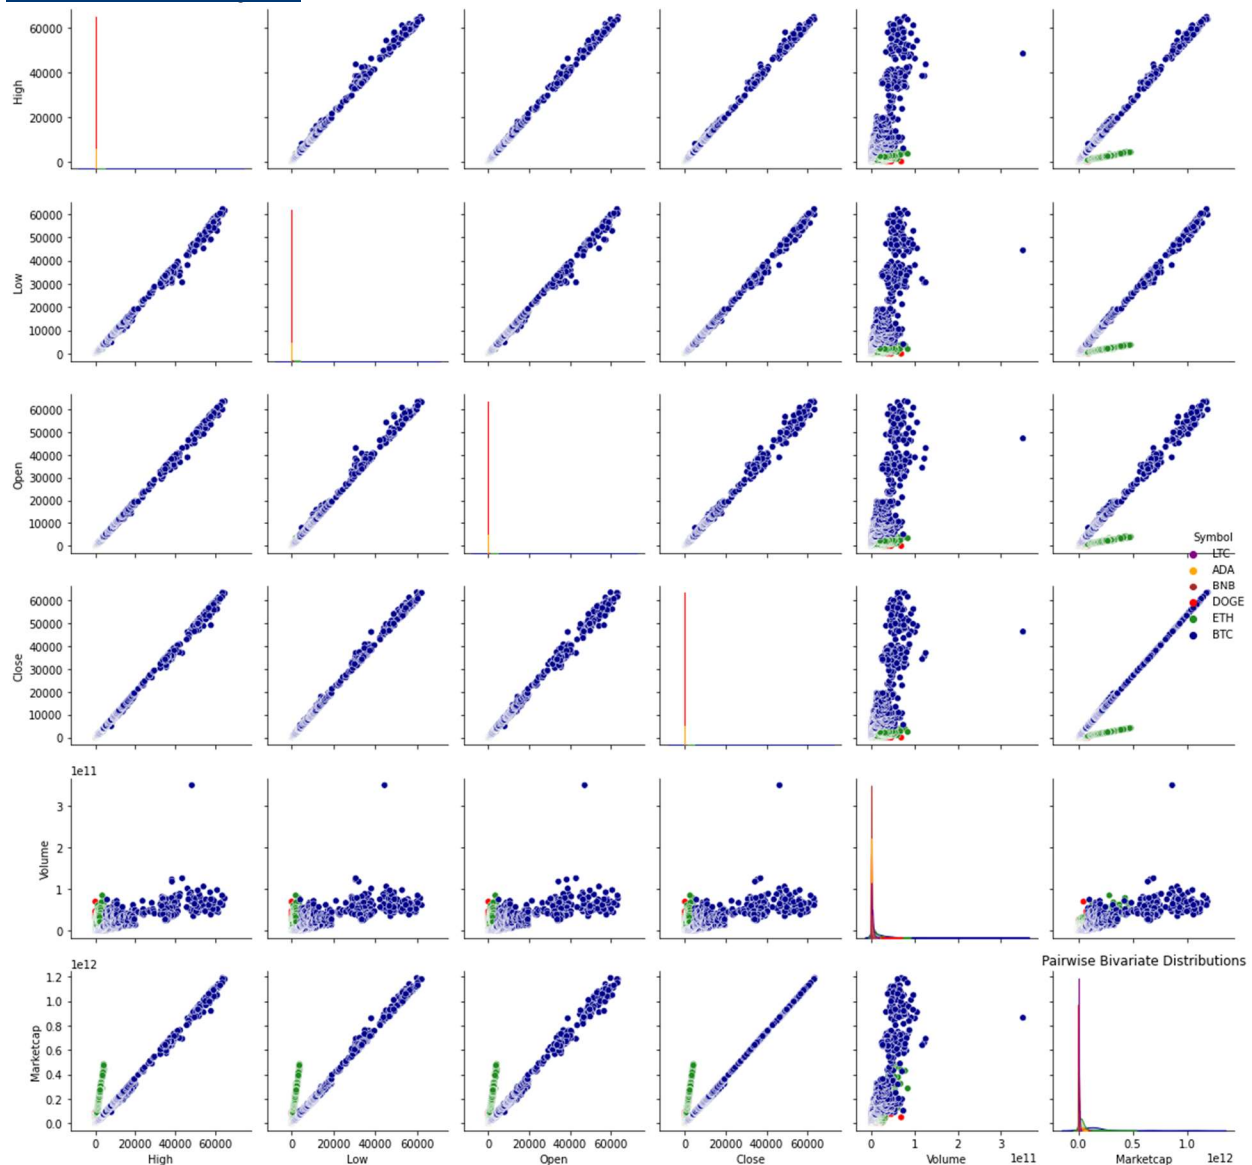 60000
40000
20000
0
High
60000
50000
40000
30000
20000
10000
0
Low
60000
50000
40000
30000
20000
10000
0
Open
Symbol
LTC
ADA
BNB
DOGE
ETH
BTC
60000
50000
40000
30000
20000
10000
0
Close
1e11
3
2
1
0
Volume
1e12
Pairwise Bivariate Distributions
1.2
1.0
0.8
0.6
0.4
0.2
0.0
Marketcap
0 20000 40000 60000
High
0 20000 40000 60000
Low
0 20000 40000 60000
Open
0 20000 40000 60000
Close
0 1 2 3
1e11
Volume
0.0 0.5 1.0
1e12
Marketcap